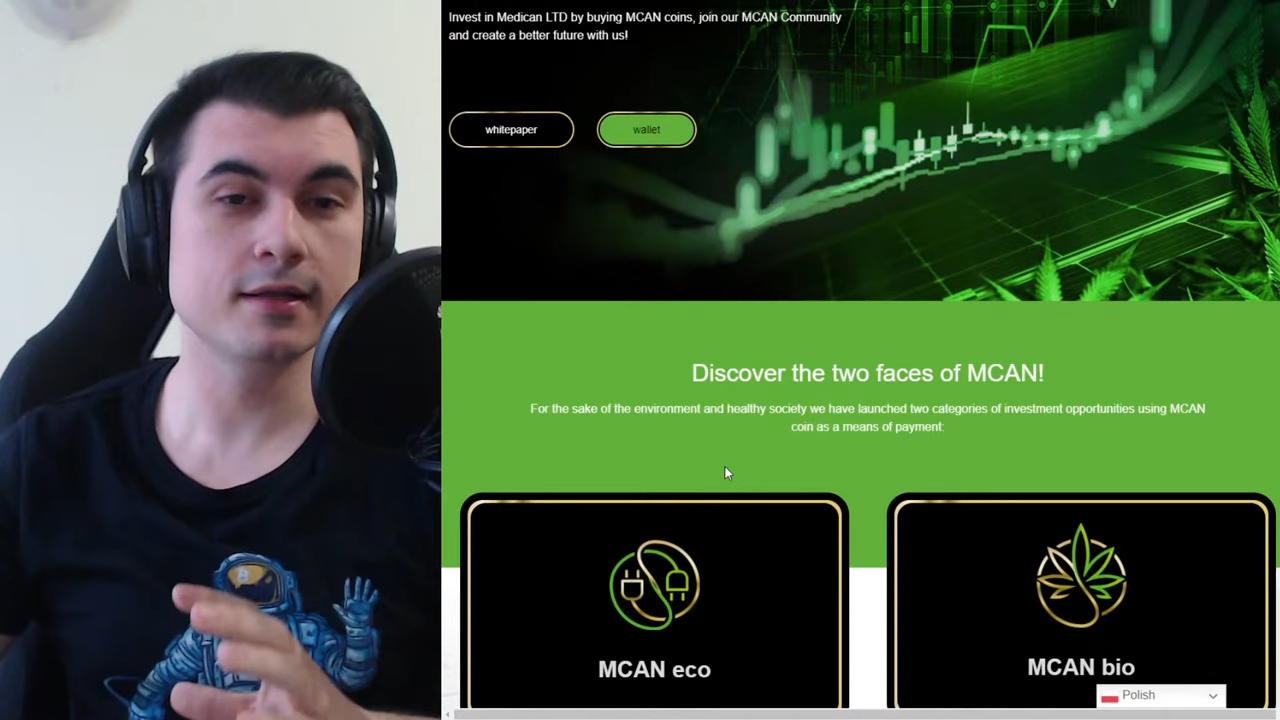 Invest in Medican LTD by buying MCAN coins, join our MCAN Community
and create a better future with us!
whitepaper
wallet
Discover the two faces of MCAN!
For the sake of the environment and healthy society we have launched two categories of investment opportunities using MCAN
coin as a means of payment:
MCAN eco
MCAN bio
Polish